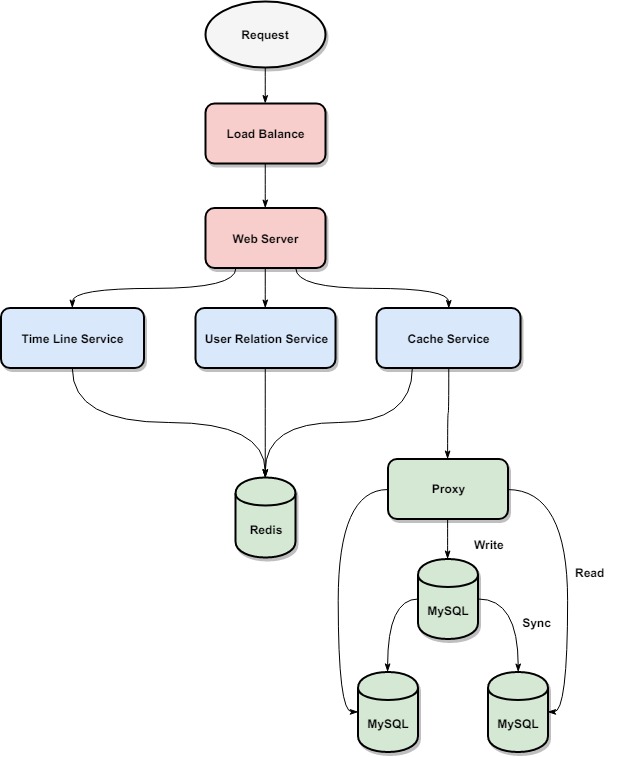 Request
Load Balance
Web Server
Time Line Service
User Relation Service
Cache Service
Redis
Proxy
Write
Read
MySQL
Sync
MySQL
MySQL